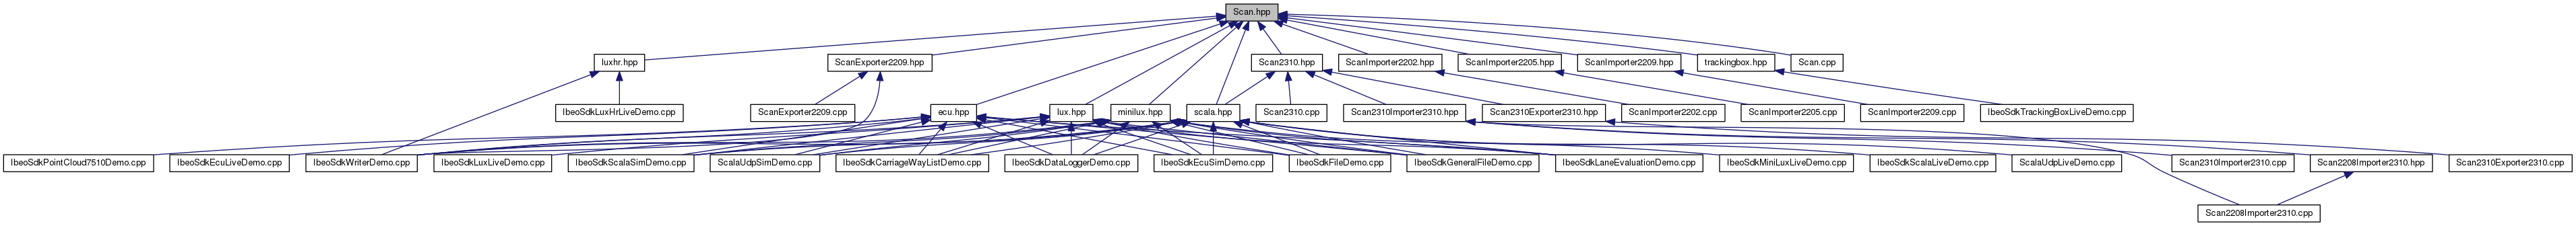 Scan.hpp
luxhr.hpp
ScanExporter2209.hpp
Scan2310.hpp
ScanImporter2202.hpp
ScanImporter2205.hpp
ScanImporter2209.hpp
trackingbox.hpp
Scan.cpp
IbeoSdkLuxHrLiveDemo.cpp
ScanExporter2209.cpp
ecu.hpp
lux.hpp
minilux.hpp
scala.hpp
Scan2310.cpp
Scan2310Importer2310.hpp
Scan2310Exporter2310.hpp
ScanImporter2202.cpp
ScanImporter2205.cpp
ScanImporter2209.cpp
IbeoSdkTrackingBoxLiveDemo.cpp
IbeoSdkPointCloud7510Demo.cpp
IbeoSdkEcuLiveDemo.cpp
IbeoSdkWriterDemo.cpp
IbeoSdkLuxLiveDemo.cpp
IbeoSdkScalaSimDemo.cpp
ScalaUdpSimDemo.cpp
IbeoSdkCarriageWayListDemo.cpp
IbeoSdkDataLoggerDemo.cpp
IbeoSdkEcuSimDemo.cpp
IbeoSdkFileDemo.cpp
IbeoSdkGeneralFileDemo.cpp
IbeoSdkLaneEvaluationDemo.cpp
IbeoSdkMiniLuxLiveDemo.cpp
IbeoSdkScalaLiveDemo.cpp
ScalaUdpLiveDemo.cpp
Scan2310Importer2310.cpp
Scan2208Importer2310.hpp
Scan2310Exporter2310.cpp
Scan2208Importer2310.cpp